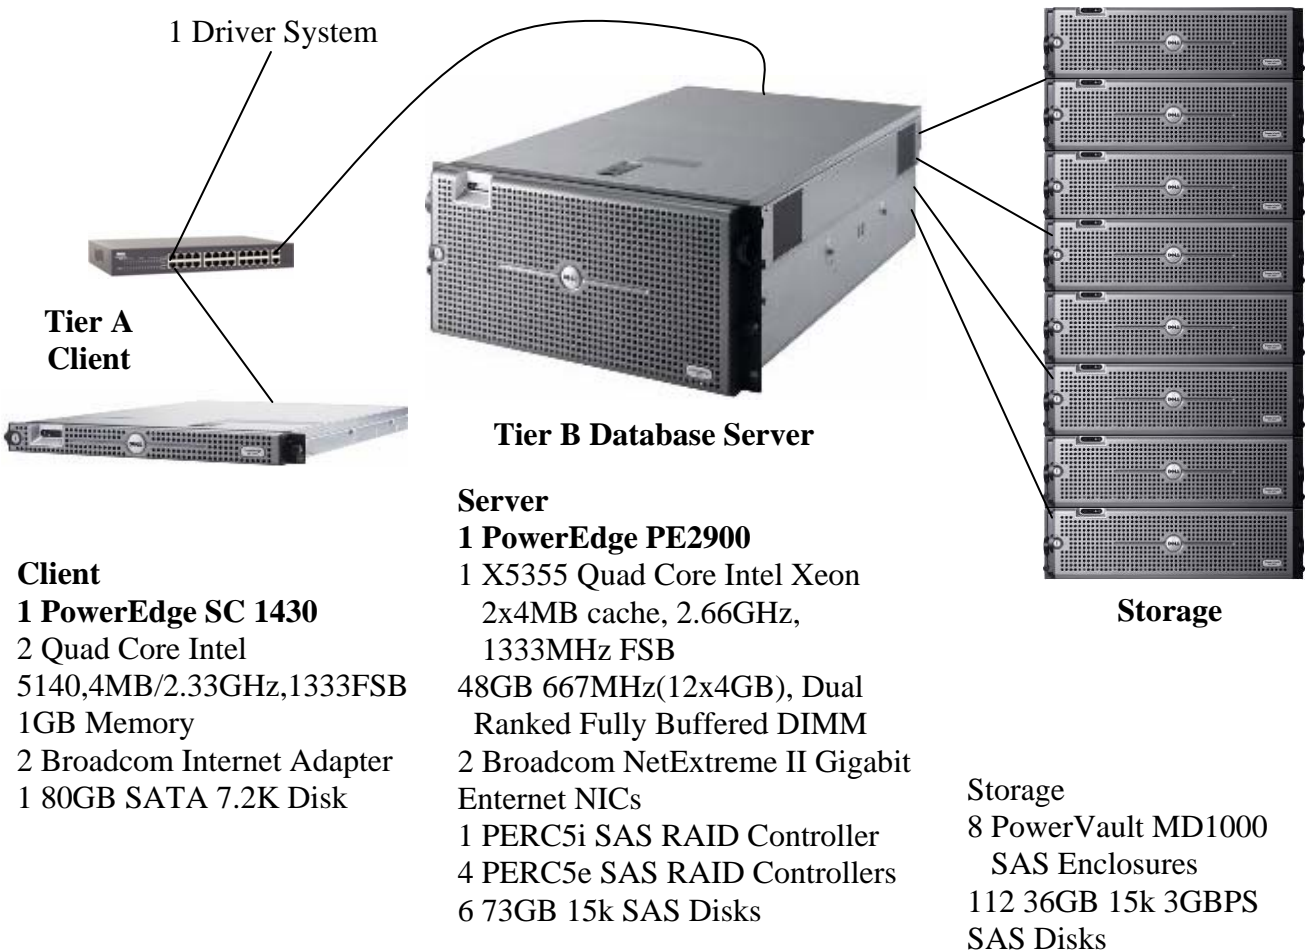 1 Driver System
Tier A
Client
Tier B Database Server
Client
1 PowerEdge SC 1430
2 Quad Core Intel
5140,4MB/2.33GHz,1333FSB
1GB Memory
2 Broadcom Internet Adapter
1 80GB SATA 7.2K Disk
Server
1 PowerEdge PE2900
1 X5355 Quad Core Intel Xeon
2x4MB cache, 2.66GHz,
1333MHz FSB
48GB 667MHz(12x4GB), Dual
Ranked Fully Buffered DIMM
2 Broadcom NetExtreme II Gigabit
Enternet NICs
1 PERC5i SAS RAID Controller
4 PERC5e SAS RAID Controllers
6 73GB 15k SAS Disks
Storage
Storage
8 PowerVault MD1000
SAS Enclosures
112 36GB 15k 3GBPS
SAS Disks